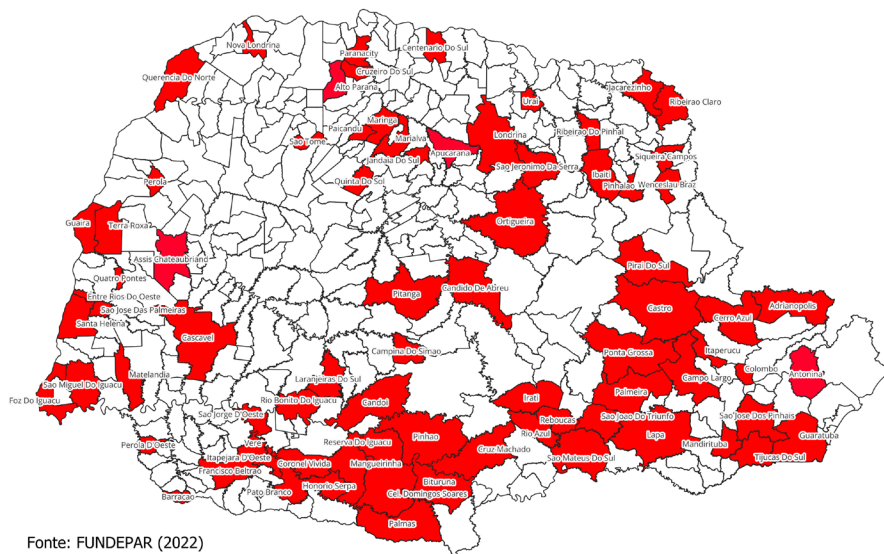 Nova Londrina
Paranacity
Centenario Do Sul
Querencia Do Norte
Cruzeiro Do Sul
Alto Parana
Jacarezinho
Ribeirao Claro
Urai
Maringa
Paicandu
Londrina
Ribeirao Do Pinhal
Sao Tome
Marialva
Jandaia Do Sul
Apucarana
Siqueira Campos
Sao Jeronimo Da Serra
Ibaiti
Perola
Quinta Do Sol
Pinhalao
Wenceslau Braz
Guaira
Terra Roxa
Ortigueira
Assis Chateaubriand
Pirai Do Sul
Quatro Pontes
Pitanga
Candido De Abreu
Entre Rios Do Oeste
Sao Jose Das Palmeiras
Castro
Adrianopolis
Santa Helena
Cerro Azul
Cascavel
Campina Do Simao
Ponta Grossa
Itaperucu
Matelandia
Laranjeiras Do Sul
Colombo
Antonina
Sao Miguel Do Iguacu
Campo Largo
Foz Do Iguacu
Rio Bonito Do Iguacu
Candoi
Irati
Palmeira
Sao Jorge D'Oeste
Reboucas
Sao Joao Do Triunfo
Sao Jose Dos Pinhais
Perola D'Oeste
Vere
Reserva Do Iguacu
Pinhao
Rio Azul
Lapa
Mandirituba
Guaratuba
Itapejara D'Oeste
Cruz Machado
Sao Mateus Do Sul
Tijucas Do Sul
Francisco Beltrao
Coronel Vivida
Mangueirinha
Honorio Serpa
Bituruna
Barracao
Pato Branco
Cel. Domingos Soares
Palmas
Fonte: FUNDEPAR (2022)